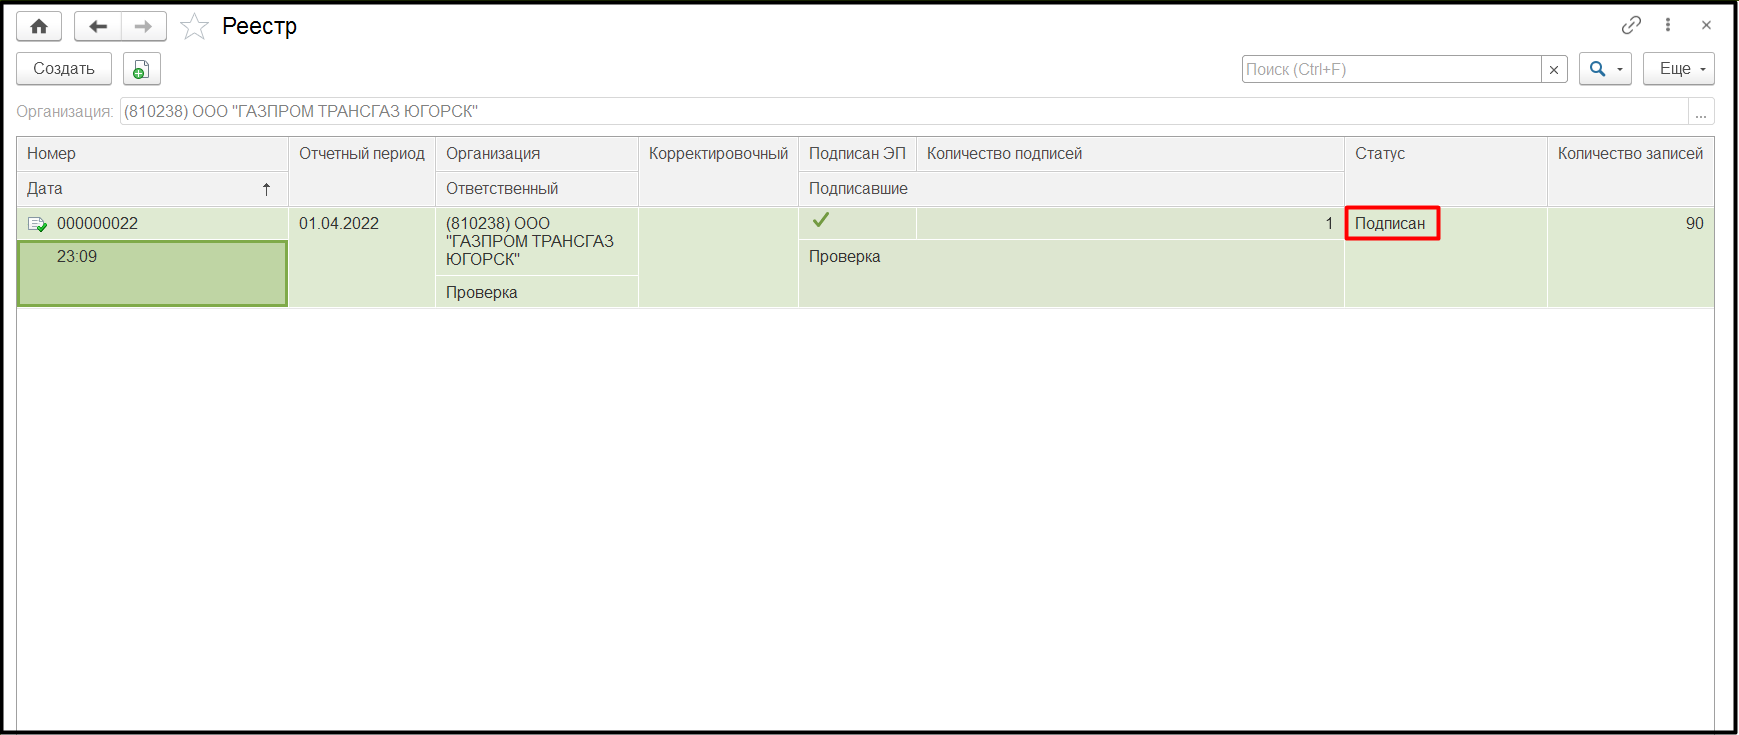 Реестр
Создать
Поиск (Ctrl+F)
Еще
Организация: (810238) ООО "ГАЗПРОМ ТРАНСГАЗ ЮГОРСК"
...
Номер
Отчетный период
Организация
Корректировочный
Подписан ЭП
Количество подписей
Статус
Количество записей
Дата
Ответственный
Подписавшие
000000022
01.04.2022
(810238) ООО
"ГАЗПРОМ ТРАНСГАЗ
ЮГОРСК"
1
Подписан
90
23:09
Проверка
Проверка